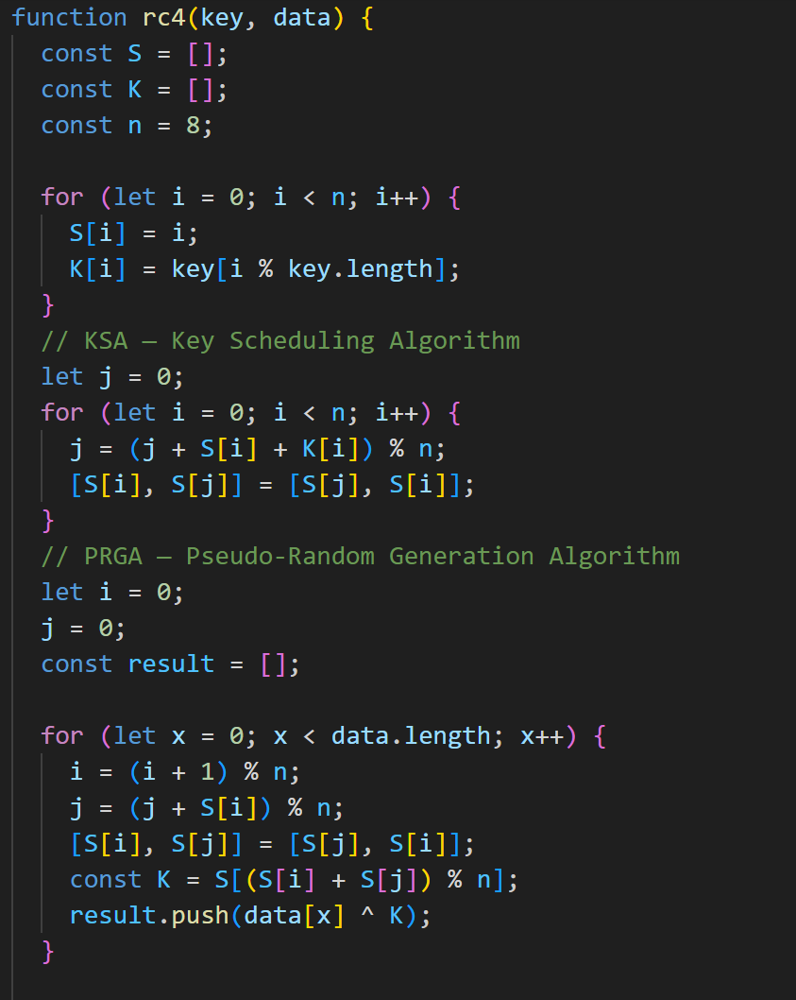 function rc4(key, data) {
const S = [];
const K = [];
const n = 8;
for (let i = 0; i < n; i++) {
S[i] = i;
K[i] = key[i % key.length];
}
// KSA — Key Scheduling Algorithm
let j = 0;
for (let i = 0; i < n; i++) {
j = (j + S[i] + K[i]) % n;
[S[i], S[j]] = [S[j], S[i]];
}
// PRGA — Pseudo-Random Generation Algorithm
let i = 0;
j = 0;
const result = [];
for (let x = 0; x < data.length; x++) {
i = (i + 1) % n;
j = (j + S[i]) % n;
[S[i], S[j]] = [S[j], S[i]];
const K = S[(S[i] + S[j]) % n];
result.push(data[x] ^ K);
}